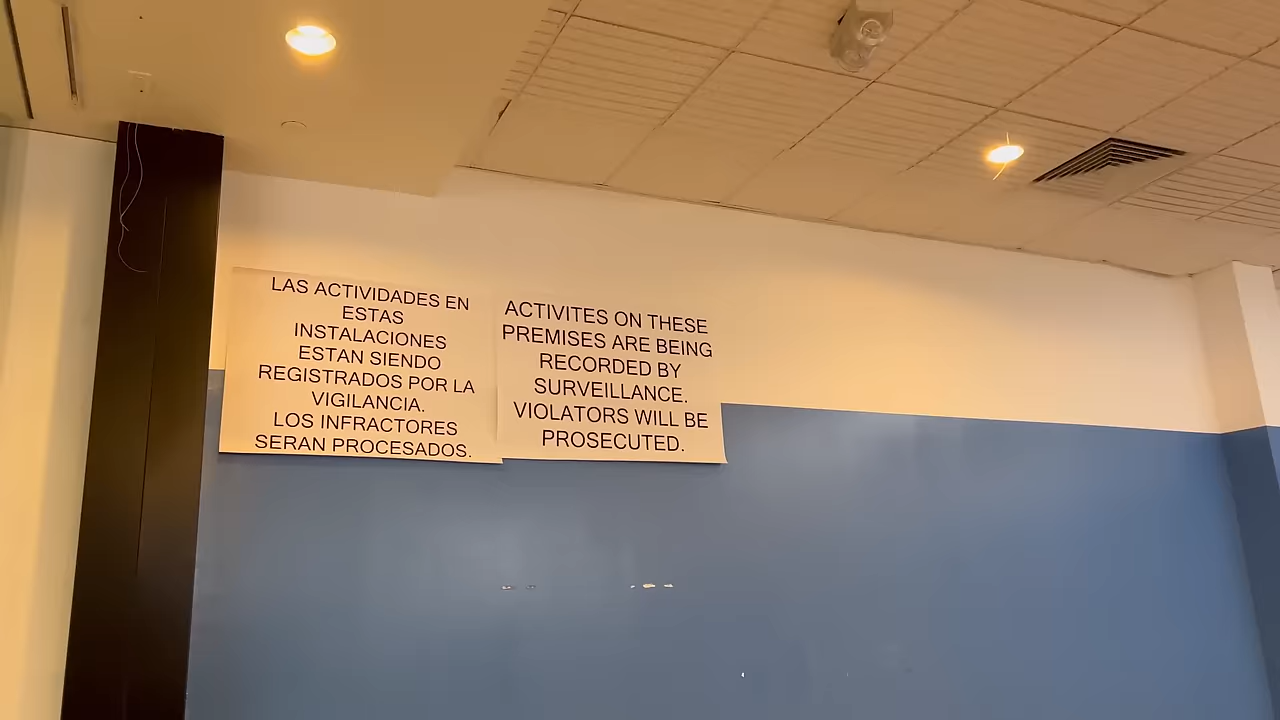 LAS ACTIVIDADES EN
ESTAS
INSTALACIONES
ESTAN SIENDO
REGISTRADOS POR LA
VIGILANCIA.
LOS INFRACTORES
SERAN PROCESADOS.
ACTIVITES ON THESE
PREMISES ARE BEING
RECORDED BY
SURVEILLANCE.
VIOLATORS WILL BE
PROSECUTED.